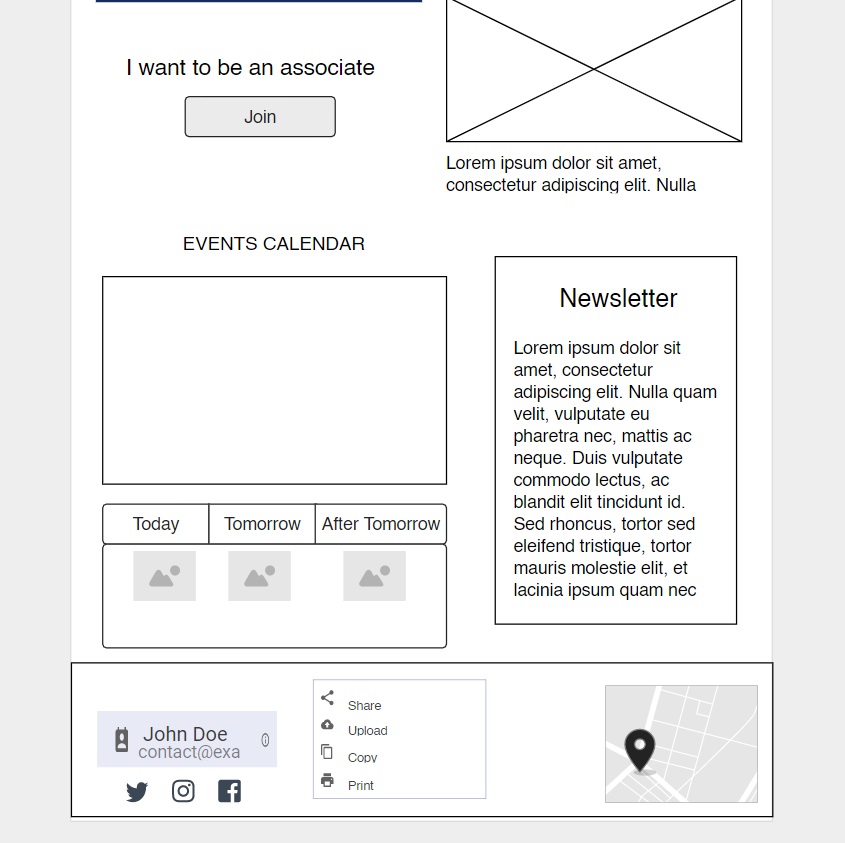 I want to be an associate
Join
Lorem ipsum dolor sit amet,
consectetur adipiscing elit. Nulla
EVENTS CALENDAR
Newsletter
Lorem ipsum dolor sit
amet, consectetur
adipiscing elit. Nulla quam
velit, vulputate eu
pharetra nec, mattis ac
neque. Duis vulputate
commodo lectus, ac
blandit elit tincidunt id.
Sed rhoncus, tortor sed
eleifend tristique, tortor
mauris molestie elit, et
lacinia ipsum quam nec
Today Tomorrow After Tomorrow
John Doe
contact@exa
Share
Upload
Copy
Print